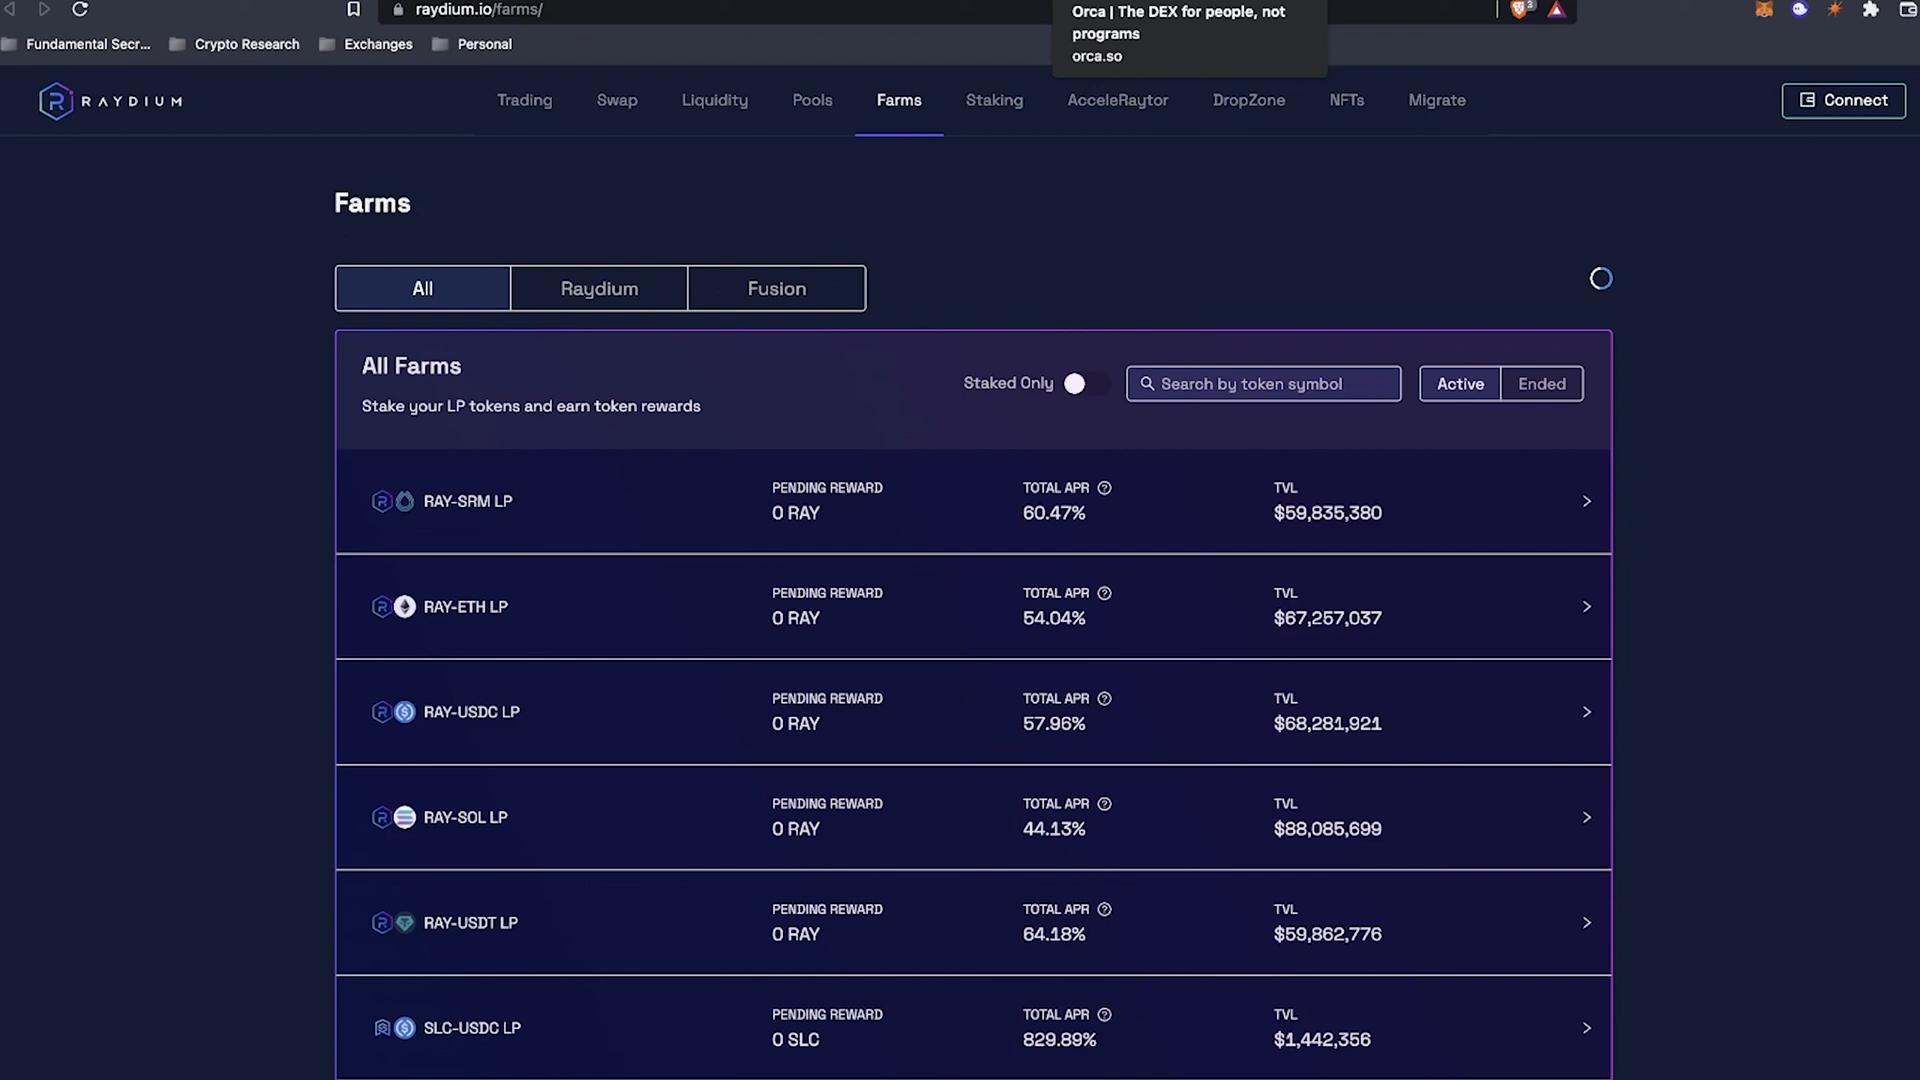 raydium.io/farms/
Orca | The DEX for people, not
programs
orca.so
3
Fundamental Secr...
Crypto Research
Exchanges
Personal
RAYDIUM
Trading
Swap
Liquidity
Pools
Farms
Staking
AcceleRaytor
DropZone
NFTs
Migrate
Connect
Farms
All
Raydium
Fusion
All Farms
Stake your LP tokens and earn token rewards
Staked Only
Search by token symbol
Active
Ended
RAY-SRM LP
PENDING REWARD
0 RAY
TOTAL APR
60.47%
TVL
$59,835,380
RAY-ETH LP
PENDING REWARD
0 RAY
TOTAL APR
54.04%
TVL
$67,257,037
RAY-USDC LP
PENDING REWARD
0 RAY
TOTAL APR
57.96%
TVL
$68,281,921
RAY-SOL LP
PENDING REWARD
0 RAY
TOTAL APR
44.13%
TVL
$88,085,699
RAY-USDT LP
PENDING REWARD
0 RAY
TOTAL APR
64.18%
TVL
$59,862,776
SLC-USDC LP
PENDING REWARD
0 SLC
TOTAL APR
829.89%
TVL
$1,442,356